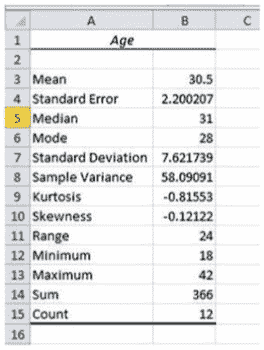 A B C
1 Age
2
3 Mean 30.5
4 Standard Error 2.200207
5 Median 31
6 Mode 28
7 Standard Deviation 7.621739
8 Sample Variance 58.09091
9 Kurtosis -0.81553
10 Skewness -0.12122
11 Range 24
12 Minimum 18
13 Maximum 42
14 Sum 366
15 Count 12
16